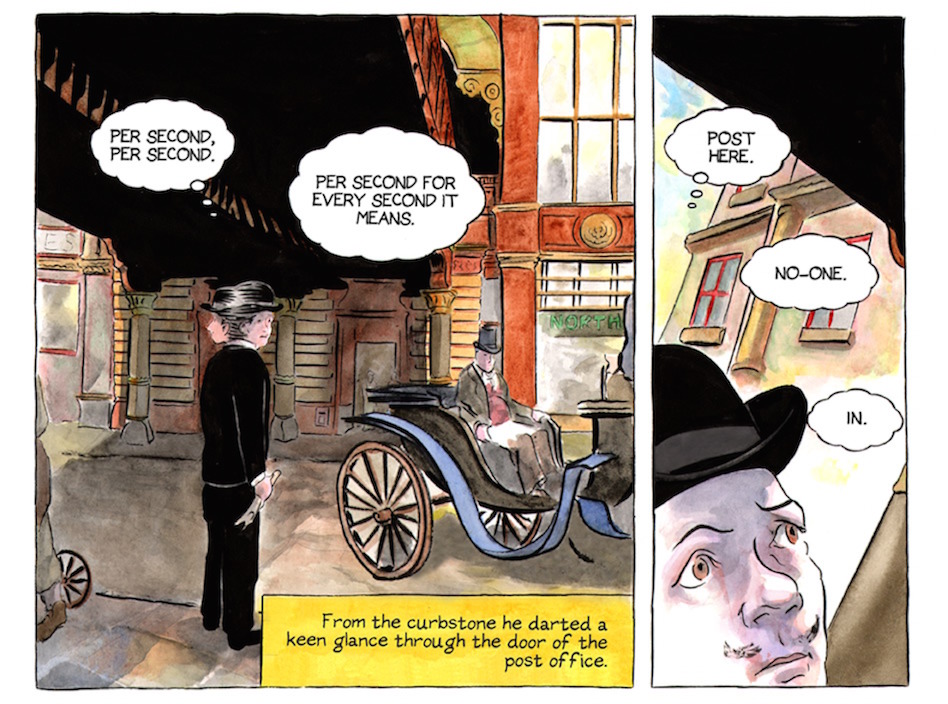 PER SECOND,
PER SECOND.
PER SECOND FOR
EVERY SECOND IT
MEANS.
ES
NORTH
From the curbstone he darted a
keen glance through the door of the
post office.
POST
HERE.
NO-ONE.
IN.